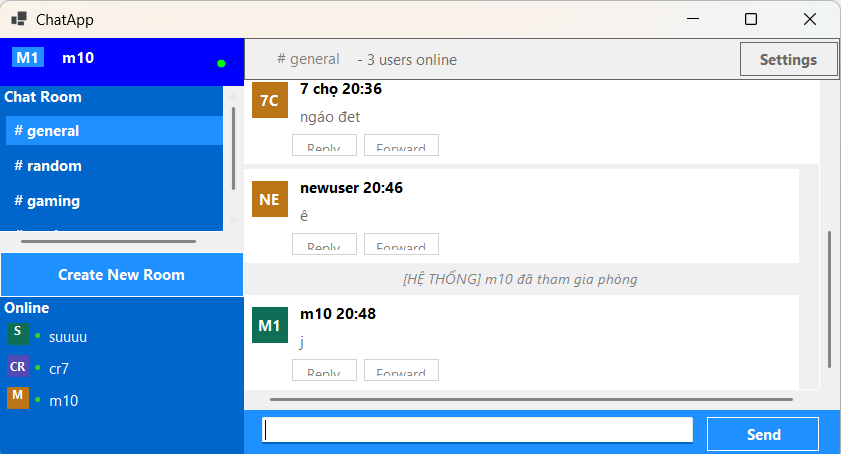 ChatApp
M1 m10
# general - 3 users online
Settings
Chat Room
# general
# random
# gaming
Create New Room
Online
S suuuu
CR cr7
M m10
7C 7 chọ 20:36
ngáo đet
Reply Forward
NE newuser 20:46
ê
Reply Forward
[HỆ THỐNG] m10 đã tham gia phòng
M1 m10 20:48
j
Reply Forward
Send